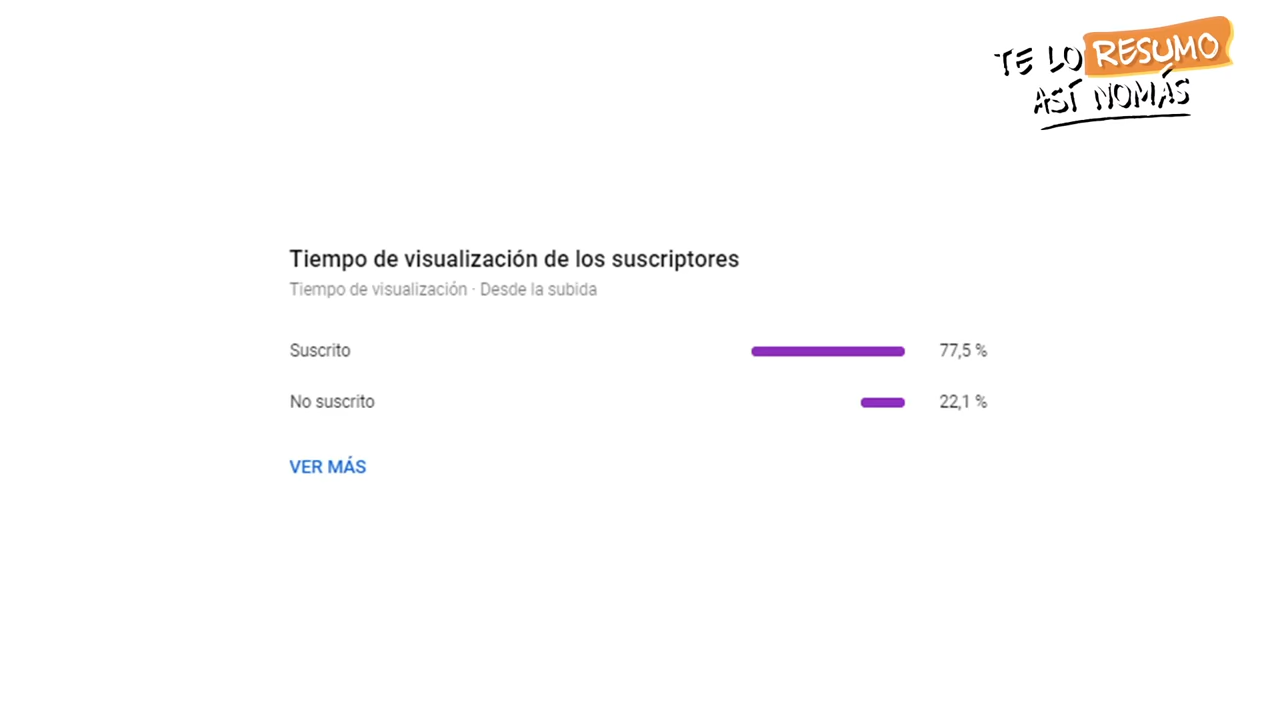 TE LO RESUMO
ASÍ NOMÁS
Tiempo de visualización de los suscriptores
Tiempo de visualización · Desde la subida
Suscrito 77,5 %
No suscrito 22,1 %
VER MÁS